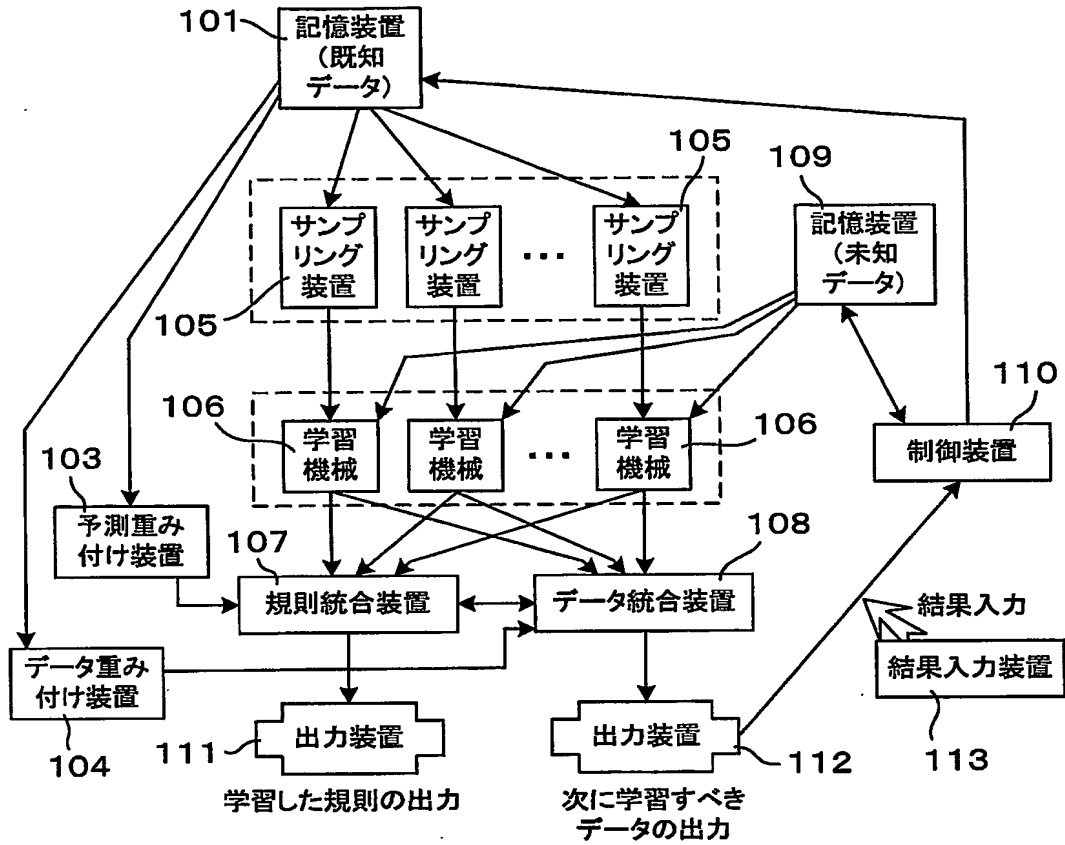 101
記憶装置
(既知
データ)
105
109
サンプ
リング
装置
サンプ
リング
装置
...
サンプ
リング
装置
記憶装置
(未知
データ)
105
110
106
学習
機械
学習
機械
...
学習
機械
106
制御装置
103
予測重み
付け装置
107
108
規則統合装置
データ統合装置
結果入力
データ重み
付け装置
結果入力装置
104
111
出力装置
出力装置
112
113
学習した規則の出力
次に学習すべき
データの出力